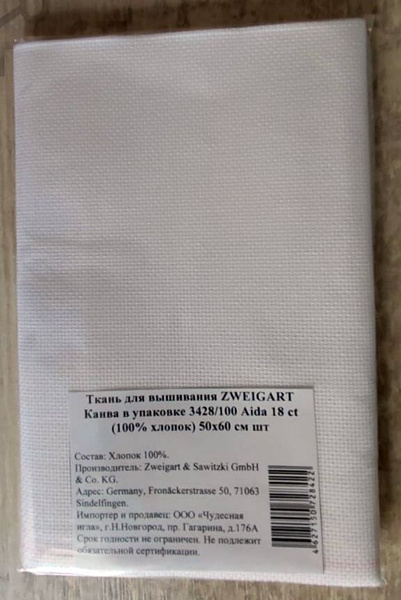 Ткань для вышивания ZWEIGART
Канва в упаковке 3428/100 Aida 18 ct
(100% хлопок) 50x60 см шт
Состав: Хлопок 100%.
Производитель: Zweigart & Sawitzki GmbH
& Co. KG.
Адрес: Germany, Fronäckerstrasse 50, 71063
Sindelfingen.
Импортер и продавец: ООО «Чудесная
игла», г.Н.Новгород, пр. Гагарина, д.176А
Срок годности не ограничен. Не подлежит
обязательной сертификации.
4627150728422